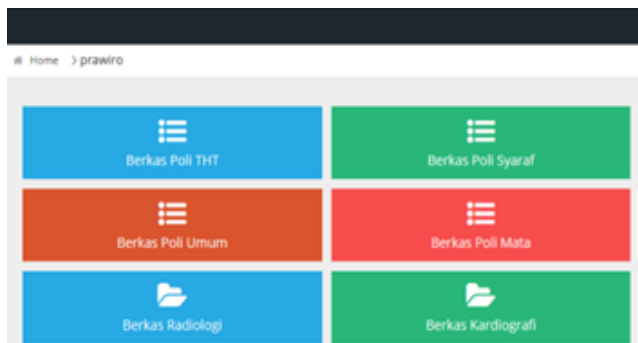 Home > prawiro
Berkas Poli THT
Berkas Poli Syaraf
Berkas Poli Umum
Berkas Poli Mata
Berkas Radiologi
Berkas Kardiografi